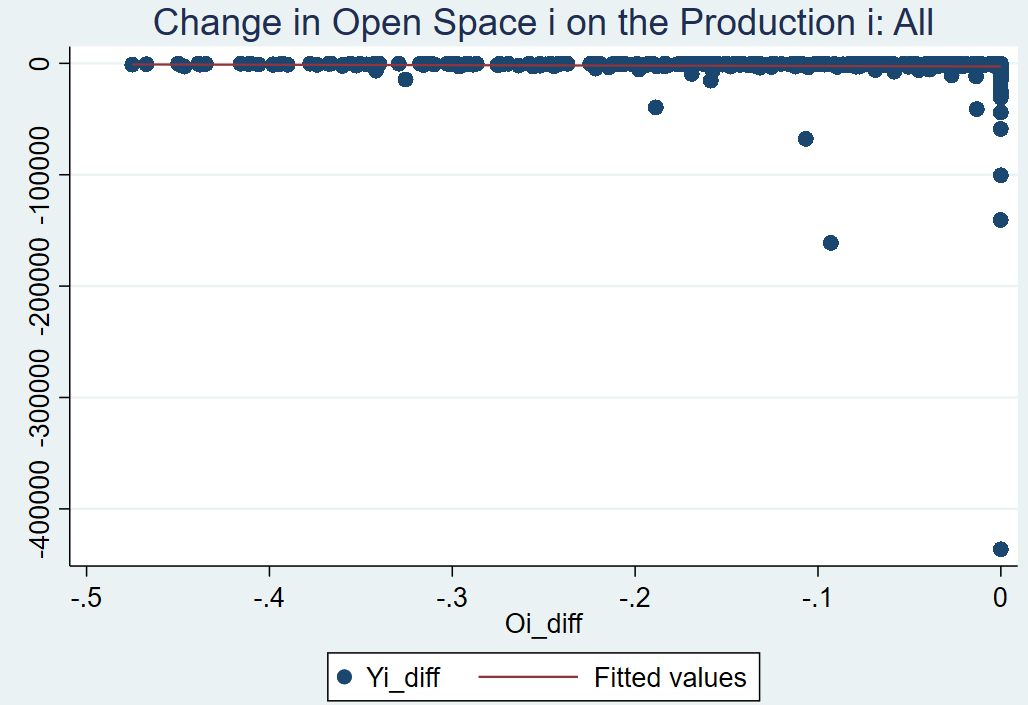 Change in Open Space i on the Production i: All
0
-100000
-200000
-300000
-400000
-.5 -.4 -.3 -.2 -.1 0
Oi_diff
Yi_diff Fitted values